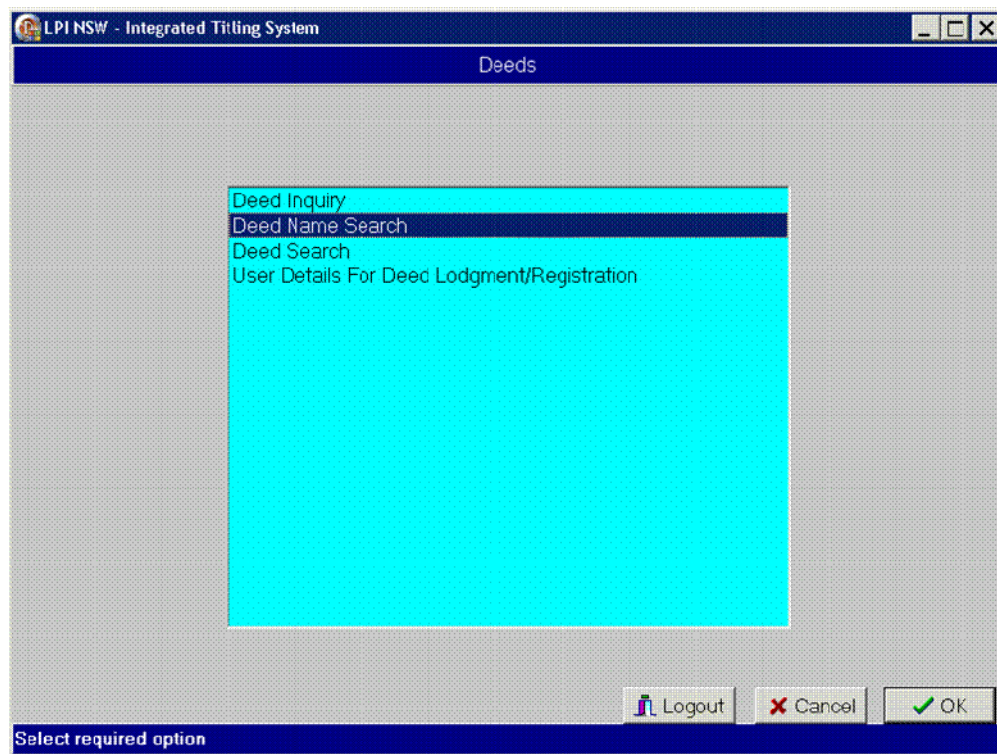 LPI NSW - Integrated Titling System
Deeds
Deed Inquiry
Deed Name Search
Deed Search
User Details For Deed Lodgment/Registration
Logout Cancel OK
Select required option